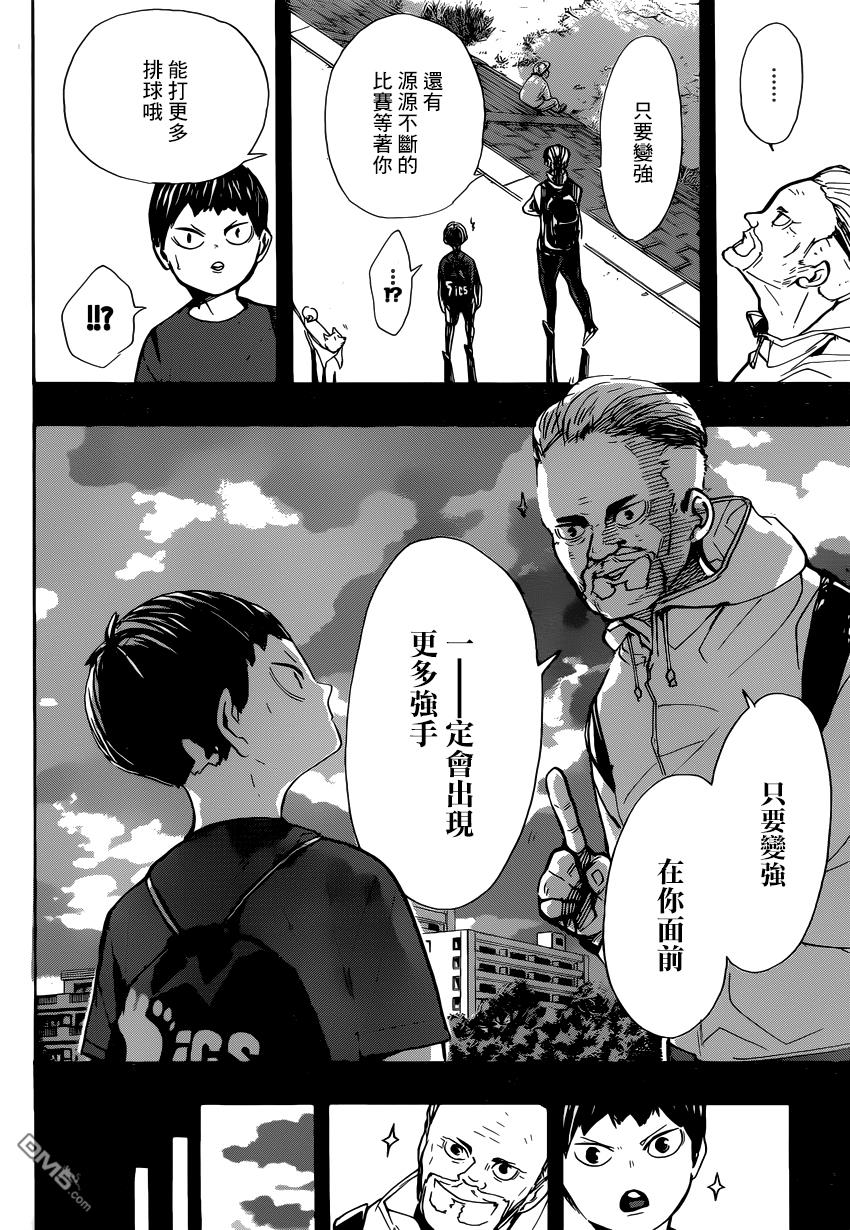 ……
只要變強
還有
源源不斷的
比賽等著你
…⁉
能打更多
排球哦
!!?
ics
只要變強
在你面前
一——定會出現
更多強手
ics